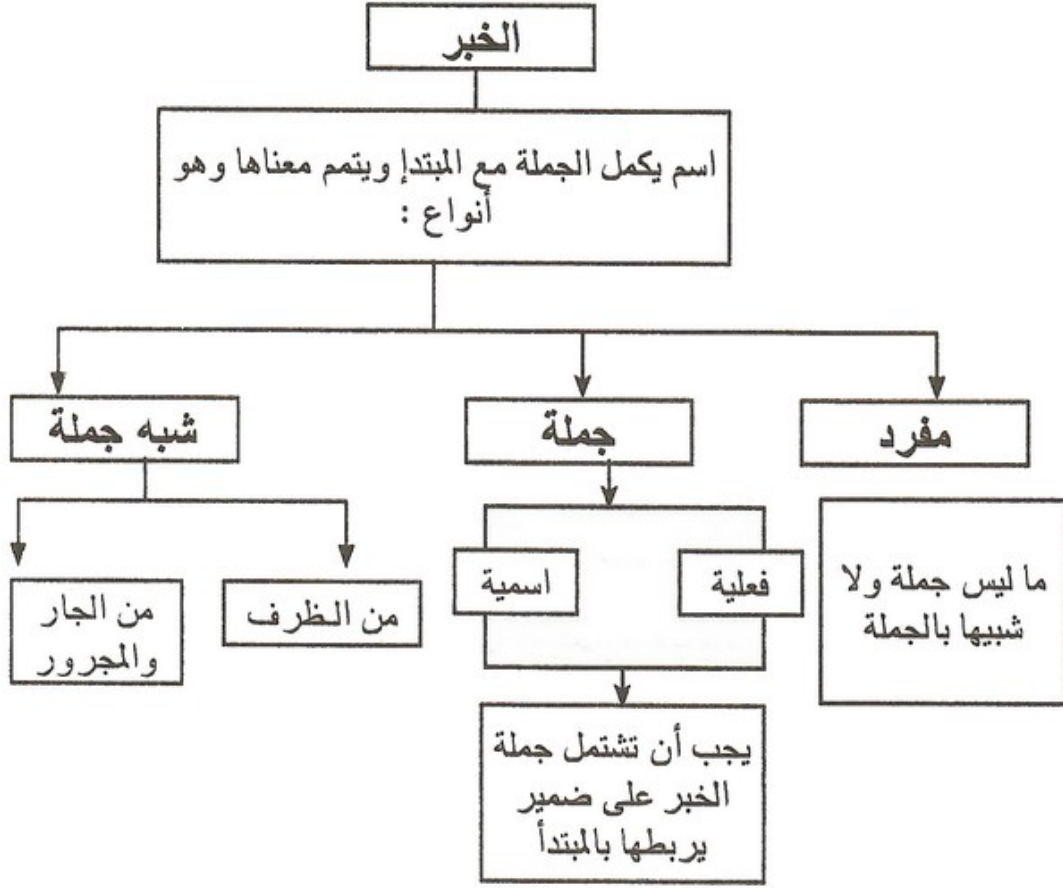 الخبر
اسم يكمل الجملة مع المبتدإ ويتمم معناها وهو
أنواع :
مفرد
جملة
شبه جملة
ما ليس جملة ولا
شبيها بالجملة
فعلية
اسمية
يجب أن تشتمل جملة
الخبر على ضمير
يربطها بالمبتدأ
من الظرف
من الجار
والمجرور